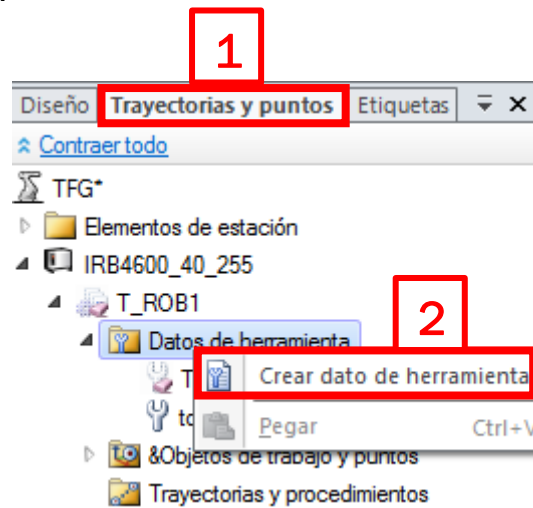 1
Diseño Trayectorias y puntos Etiquetas
Contraer todo
TFG*
Elementos de estación
IRB4600_40_255
T_ROB1
2
Datos de herramienta
T Crear dato de herramienta
to Pegar Ctrl+V
&Objetos de trabajo y puntos
Trayectorias y procedimientos